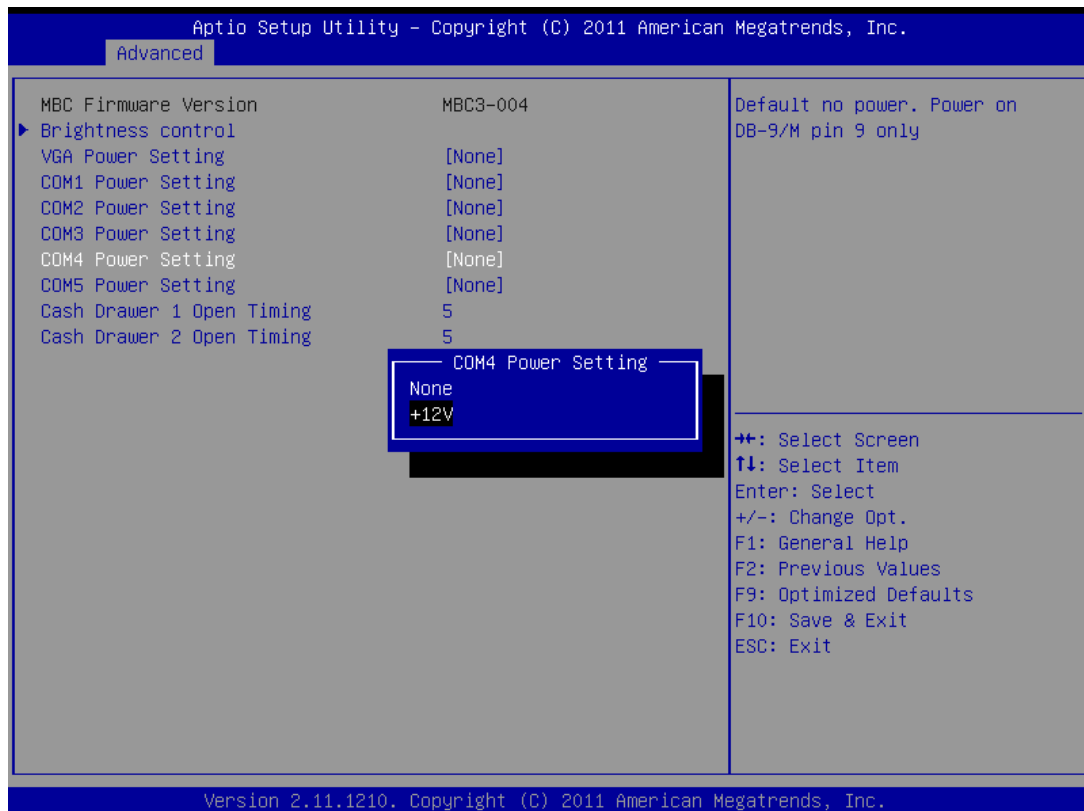 Aptio Setup Utility – Copyright (C) 2011 American Megatrends, Inc.
Advanced
MBC Firmware Version MBC3-004
Brightness control
VGA Power Setting [None]
COM1 Power Setting [None]
COM2 Power Setting [None]
COM3 Power Setting [None]
COM4 Power Setting [None]
COM5 Power Setting [None]
Cash Drawer 1 Open Timing 5
Cash Drawer 2 Open Timing 5
COM4 Power Setting
None
+12V
Default no power. Power on
DB-9/M pin 9 only
→←: Select Screen
↑↓: Select Item
Enter: Select
+/-: Change Opt.
F1: General Help
F2: Previous Values
F9: Optimized Defaults
F10: Save & Exit
ESC: Exit
Version 2.11.1210. Copyright (C) 2011 American Megatrends, Inc.